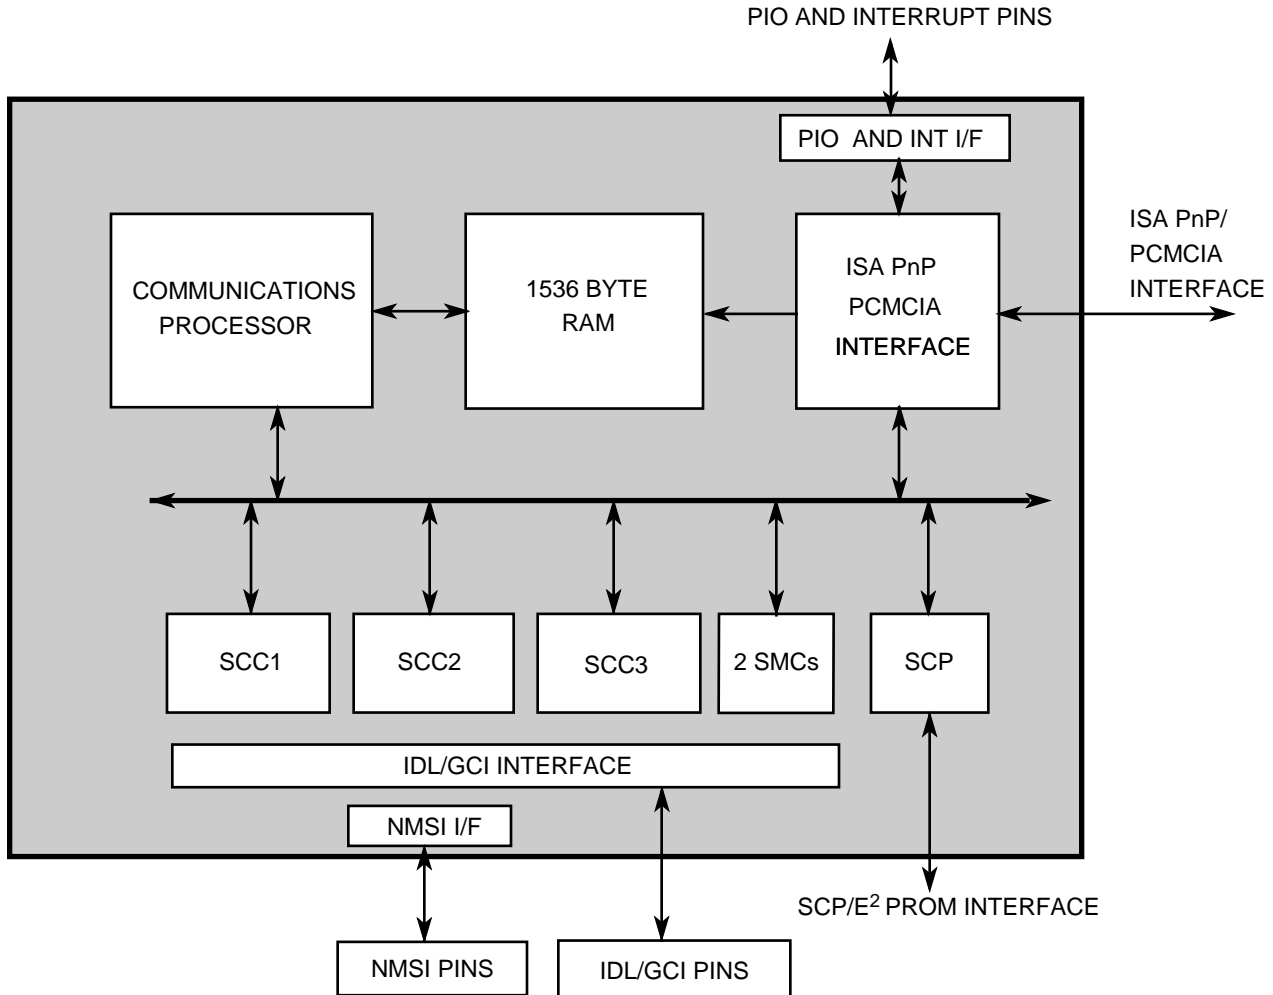 PIO AND INTERRUPT PINS
PIO AND INT I/F
COMMUNICATIONS
PROCESSOR
1536 BYTE
RAM
ISA PnP
PCMCIA
INTERFACE
ISA PnP/
PCMCIA
INTERFACE
SCC1
SCC2
SCC3
2 SMCs
SCP
IDL/GCI INTERFACE
NMSI I/F
SCP/E² PROM INTERFACE
NMSI PINS
IDL/GCI PINS